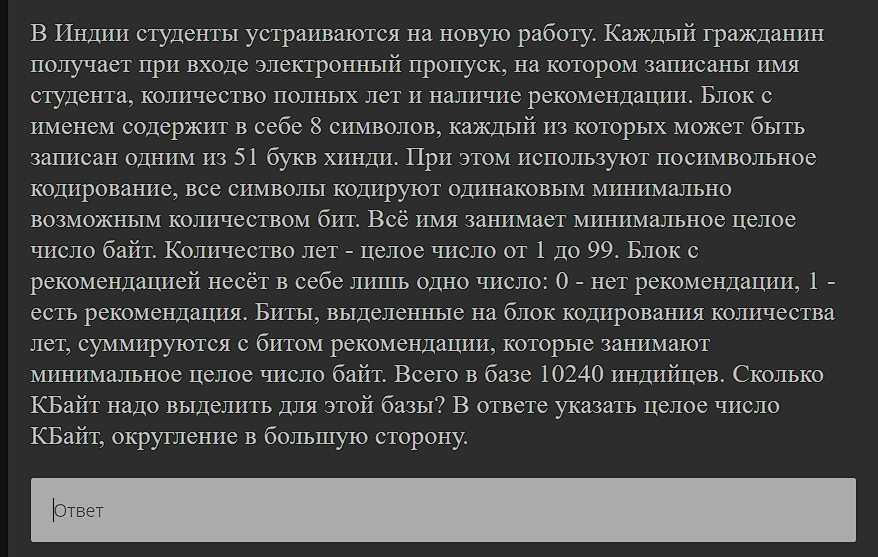 В Индии студенты устраиваются на новую работу. Каждый гражданин
получает при входе электронный пропуск, на котором записаны имя
студента, количество полных лет и наличие рекомендации. Блок с
именем содержит в себе 8 символов, каждый из которых может быть
записан одним из 51 букв хинди. При этом используют посимвольное
кодирование, все символы кодируют одинаковым минимально
возможным количеством бит. Всё имя занимает минимальное целое
число байт. Количество лет - целое число от 1 до 99. Блок с
рекомендацией несёт в себе лишь одно число: 0 - нет рекомендации, 1 -
есть рекомендация. Биты, выделенные на блок кодирования количества
лет, суммируются с битом рекомендации, которые занимают
минимальное целое число байт. Всего в базе 10240 индийцев. Сколько
КБайт надо выделить для этой базы? В ответе указать целое число
КБайт, округление в большую сторону.
Ответ